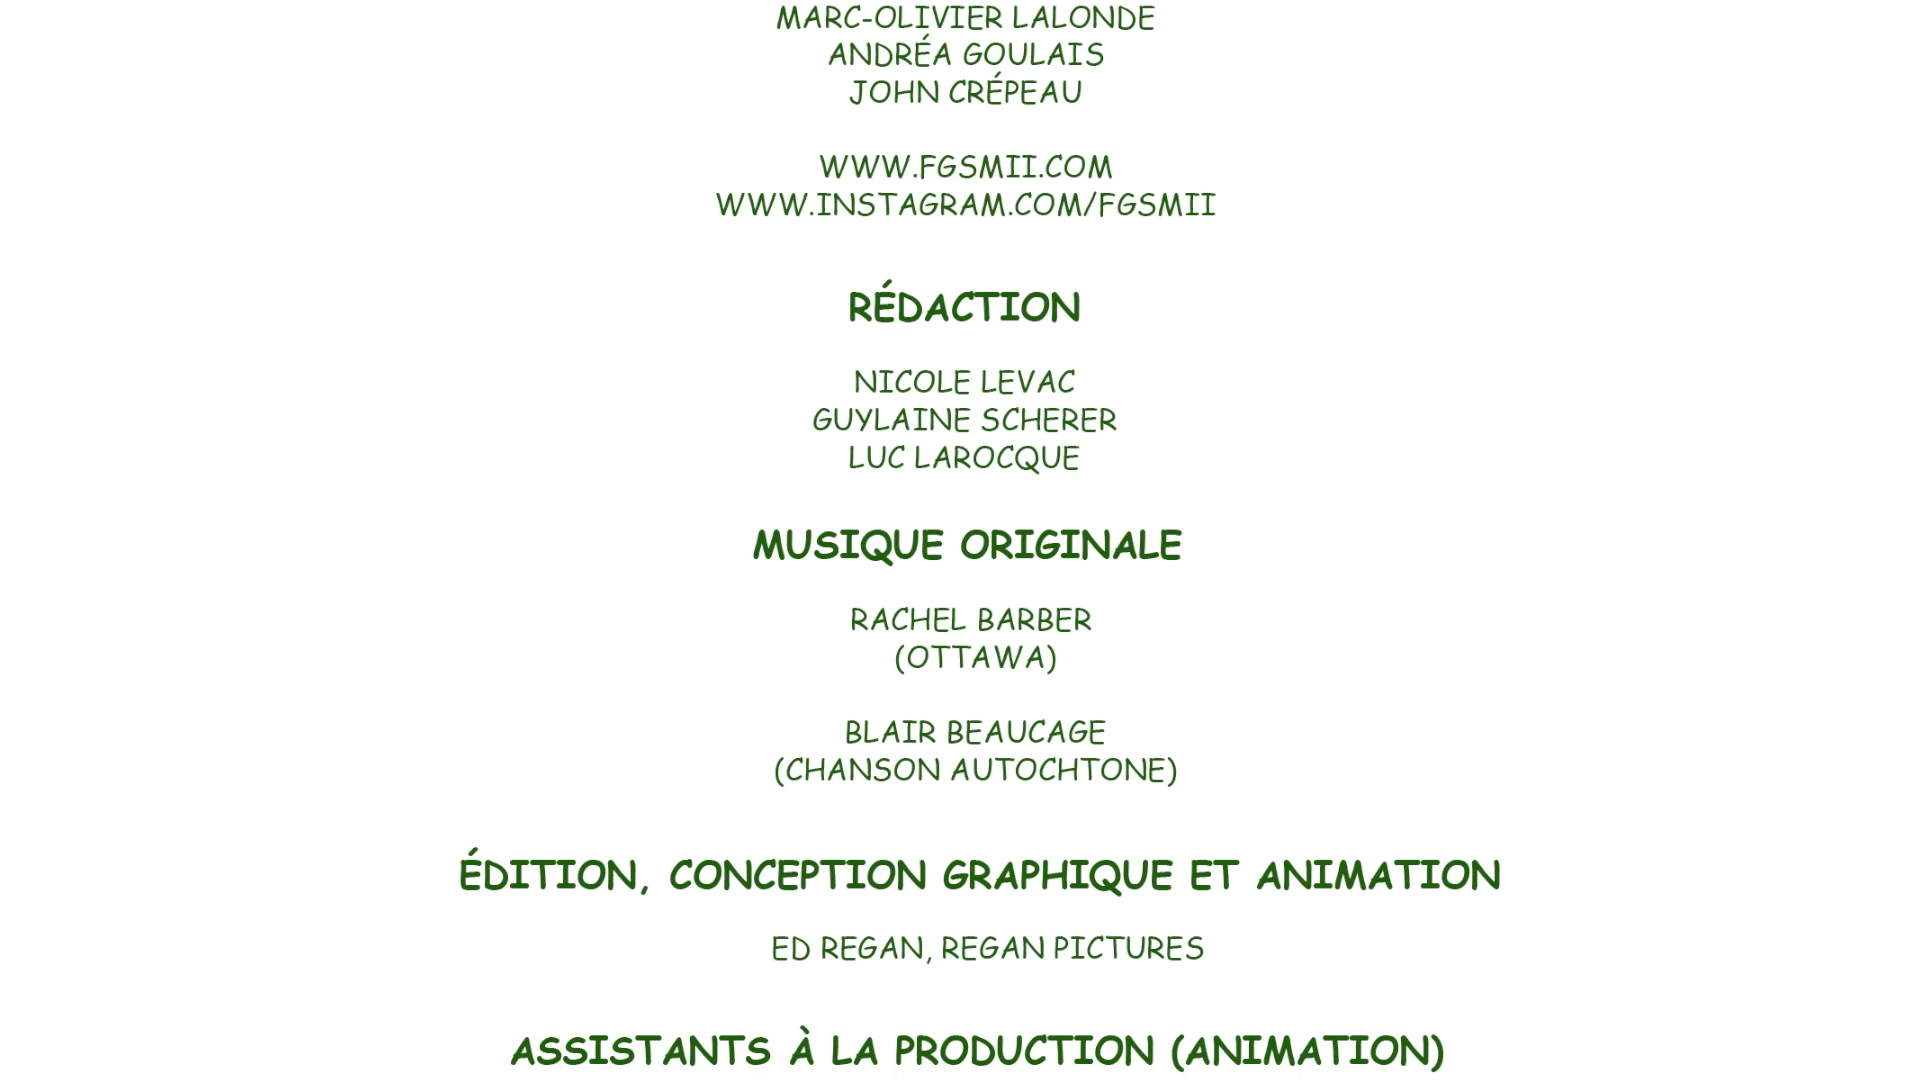 MARC-OLIVIER LALONDE
ANDRÉA GOULAIS
JOHN CRÉPEAU
WWW.FGSMII.COM
WWW.INSTAGRAM.COM/FGSMII
RÉDACTION
NICOLE LEVAC
GUYLAINE SCHERER
LUC LAROCQUE
MUSIQUE ORIGINALE
RACHEL BARBER
(OTTAWA)
BLAIR BEAUCAGE
(CHANSON AUTOCHTONE)
ÉDITION, CONCEPTION GRAPHIQUE ET ANIMATION
ED REGAN, REGAN PICTURES
ASSISTANTS À LA PRODUCTION (ANIMATION)